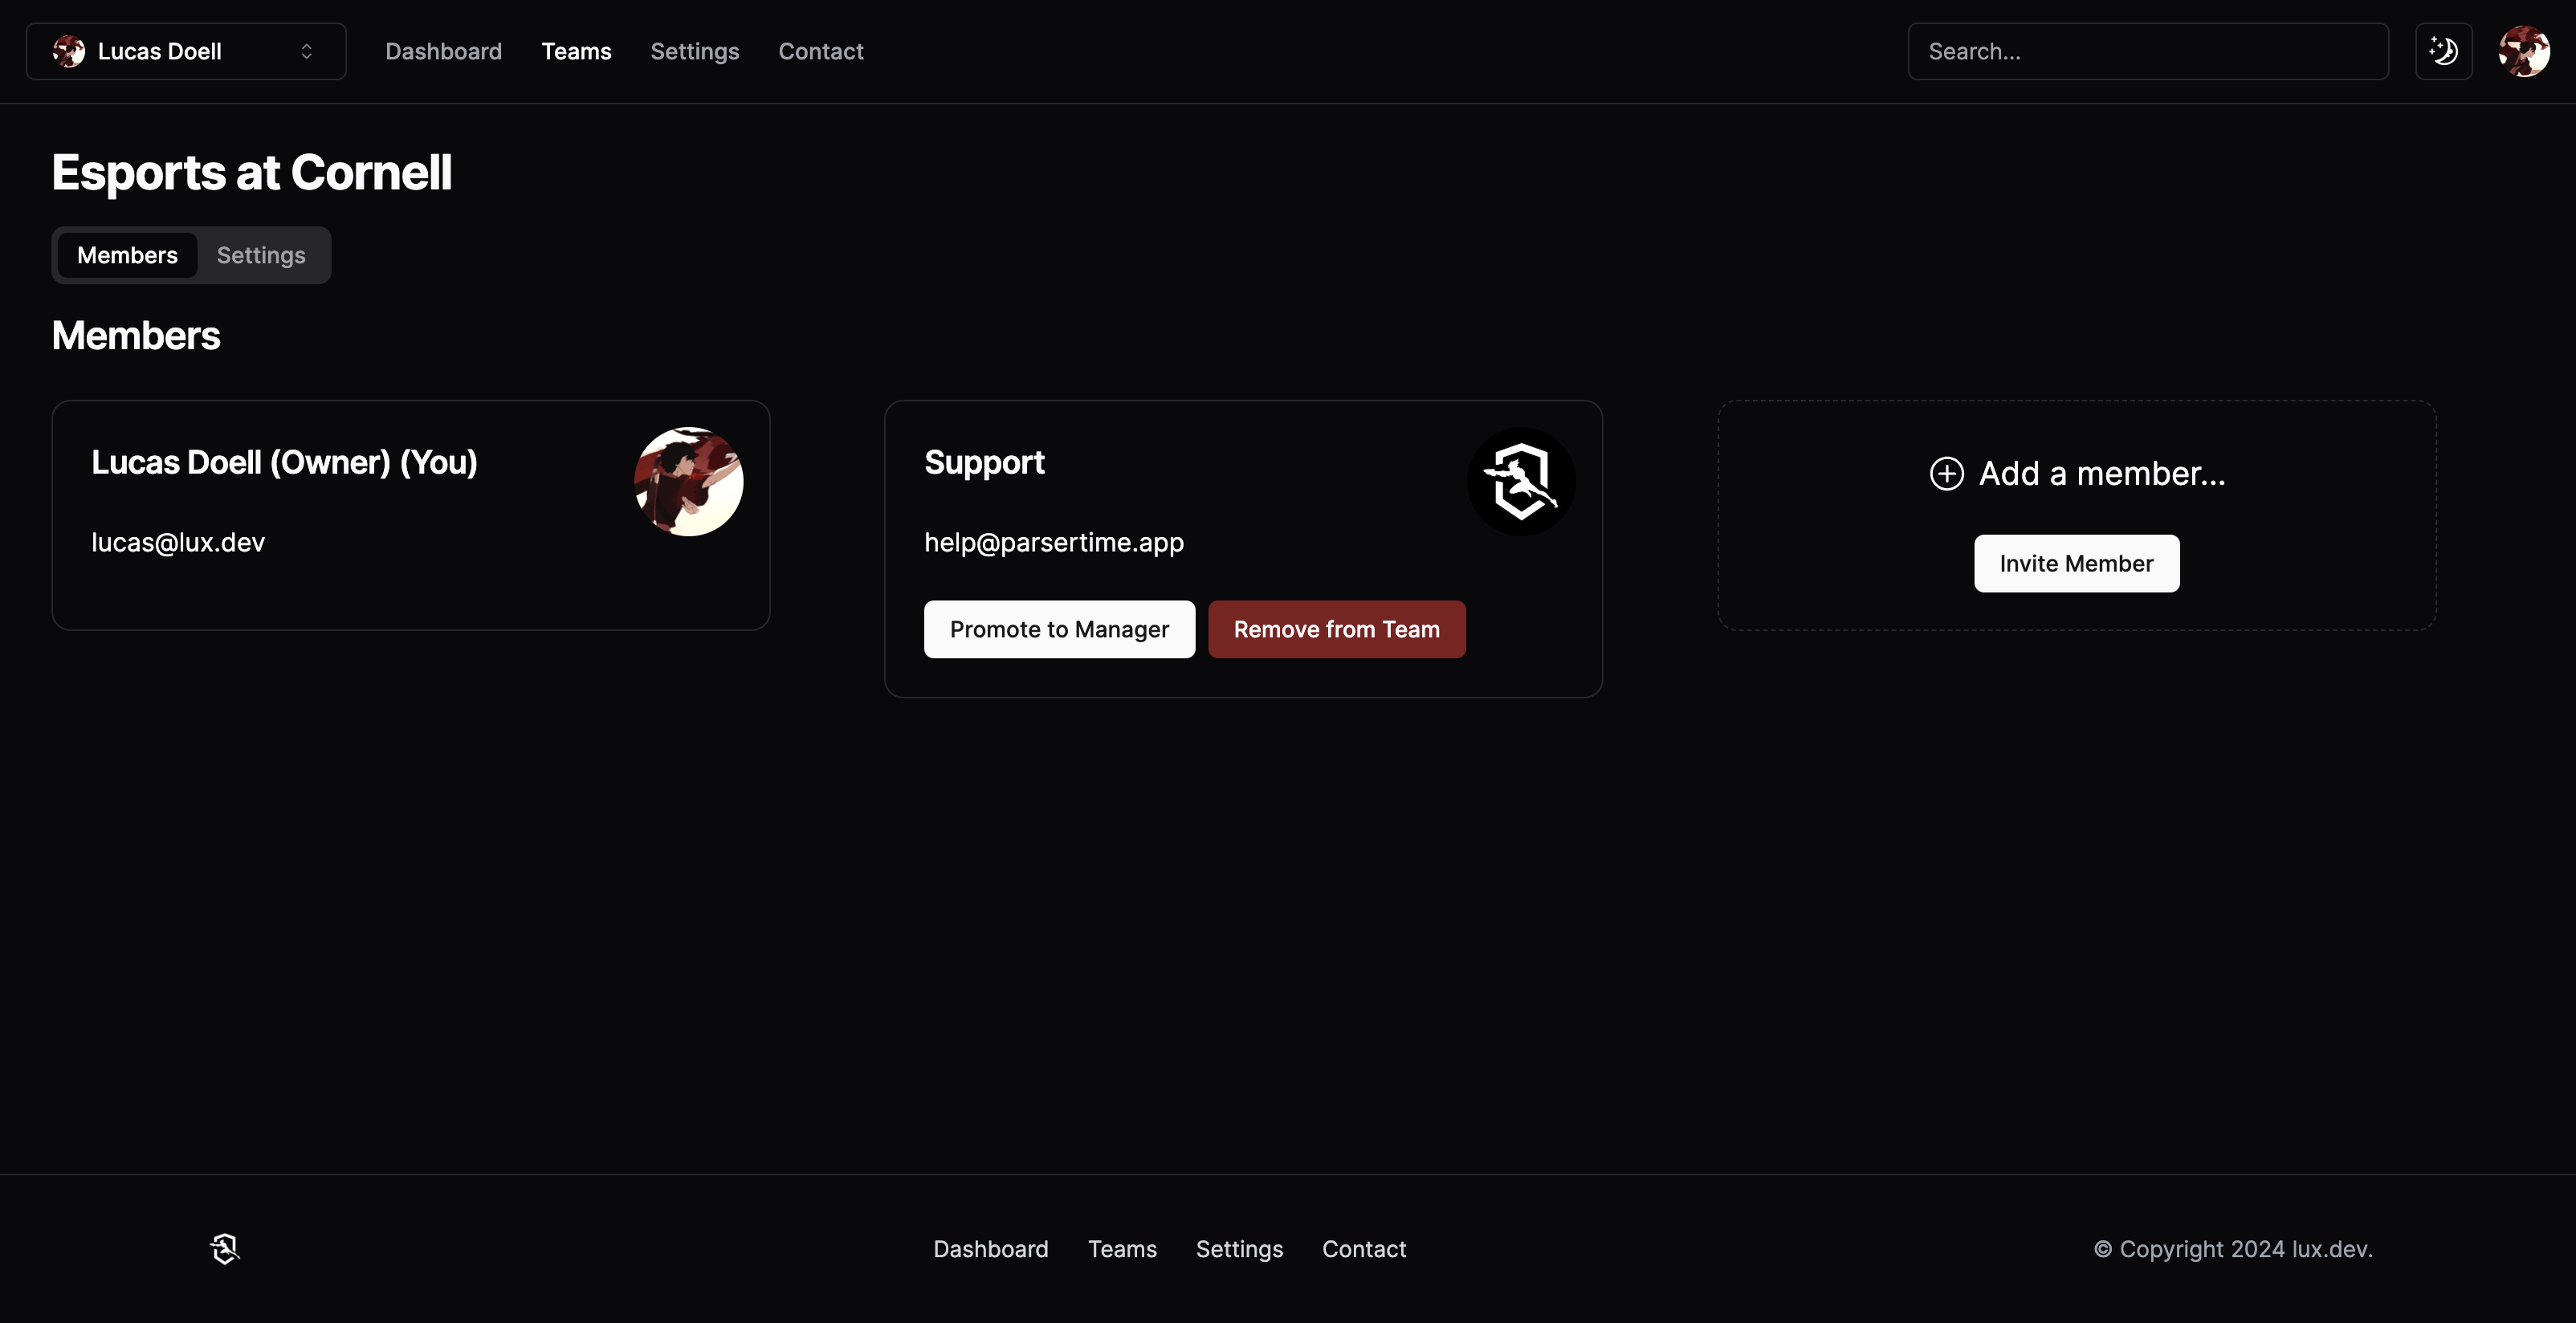 Lucas Doell Dashboard Teams Settings Contact Search...
Esports at Cornell
Members Settings
Members
Lucas Doell (Owner) (You)
lucas@lux.dev
Support
help@parsertime.app
Promote to Manager Remove from Team
Add a member...
Invite Member
Dashboard Teams Settings Contact © Copyright 2024 lux.dev.